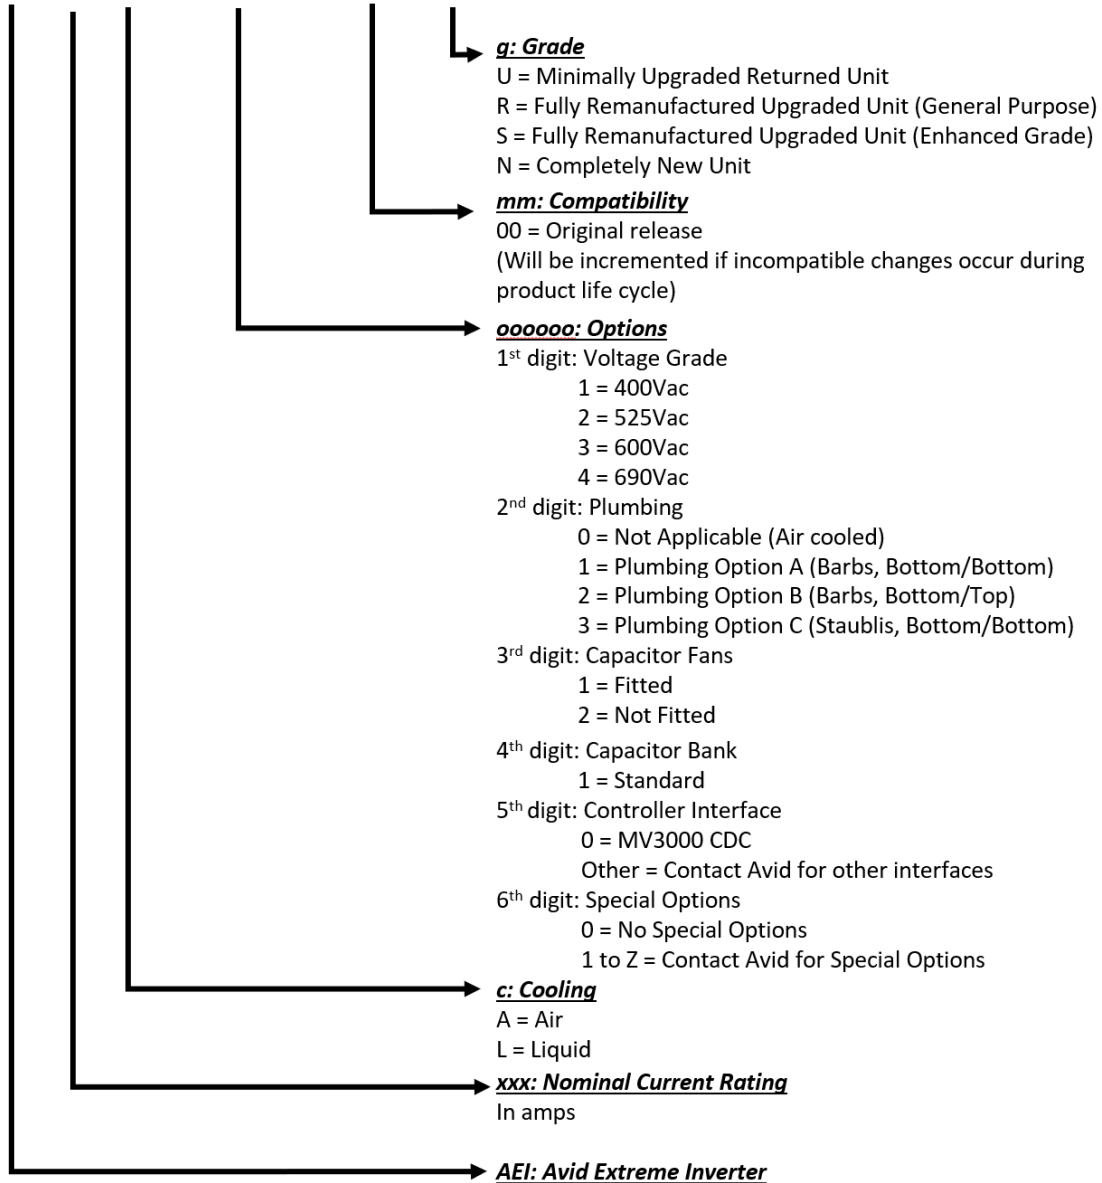 g: Grade
U = Minimally Upgraded Returned Unit
R = Fully Remanufactured Upgraded Unit (General Purpose)
S = Fully Remanufactured Upgraded Unit (Enhanced Grade)
N = Completely New Unit
mm: Compatibility
00 = Original release
(Will be incremented if incompatible changes occur during
product life cycle)
oooooo: Options
1st digit: Voltage Grade
1 = 400Vac
2 = 525Vac
3 = 600Vac
4 = 690Vac
2nd digit: Plumbing
0 = Not Applicable (Air cooled)
1 = Plumbing Option A (Barbs, Bottom/Bottom)
2 = Plumbing Option B (Barbs, Bottom/Top)
3 = Plumbing Option C (Staublis, Bottom/Bottom)
3rd digit: Capacitor Fans
1 = Fitted
2 = Not Fitted
4th digit: Capacitor Bank
1 = Standard
5th digit: Controller Interface
0 = MV3000 CDC
Other = Contact Avid for other interfaces
6th digit: Special Options
0 = No Special Options
1 to Z = Contact Avid for Special Options
c: Cooling
A = Air
L = Liquid
xxx: Nominal Current Rating
In amps
AEI: Avid Extreme Inverter